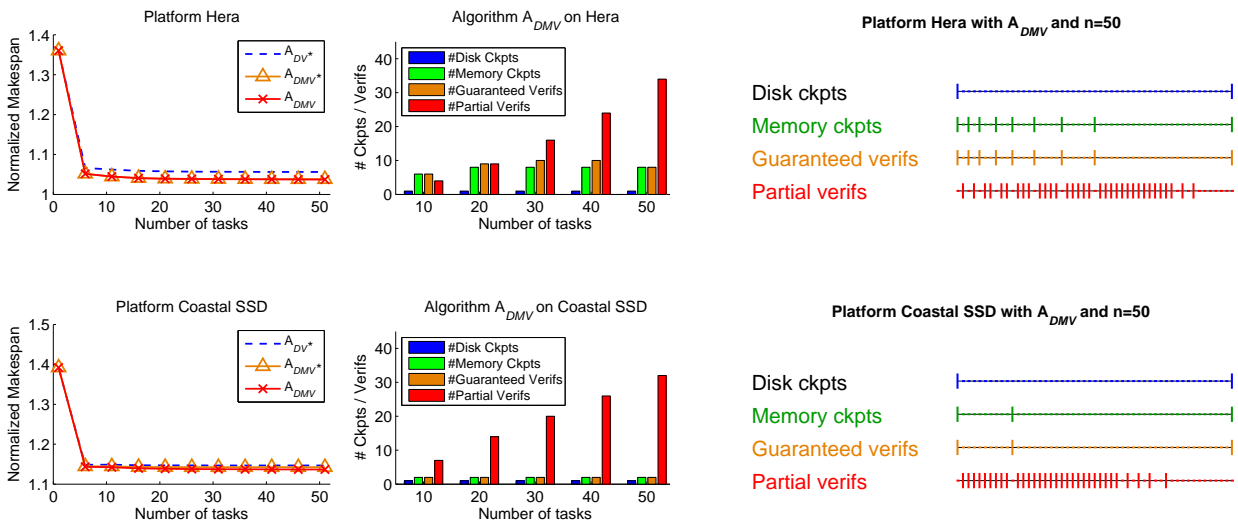 Platform Hera
Normalized Makespan
1.4
1.3
1.2
1.1
1
0 10 20 30 40 50
Number of tasks
A_DV*
A_DMV*
A_DMV
Algorithm A_DMV on Hera
# Ckpts / Verifs
40
30
20
10
0
10 20 30 40 50
Number of tasks
#Disk Ckpts
#Memory Ckpts
#Guaranteed Verifs
#Partial Verifs
Platform Hera with A_DMV and n=50
Disk ckpts
Memory ckpts
Guaranteed verifs
Partial verifs
Platform Coastal SSD
Normalized Makespan
1.5
1.4
1.3
1.2
1.1
0 10 20 30 40 50
Number of tasks
A_DV*
A_DMV*
A_DMV
Algorithm A_DMV on Coastal SSD
# Ckpts / Verifs
40
30
20
10
0
10 20 30 40 50
Number of tasks
#Disk Ckpts
#Memory Ckpts
#Guaranteed Verifs
#Partial Verifs
Platform Coastal SSD with A_DMV and n=50
Disk ckpts
Memory ckpts
Guaranteed verifs
Partial verifs